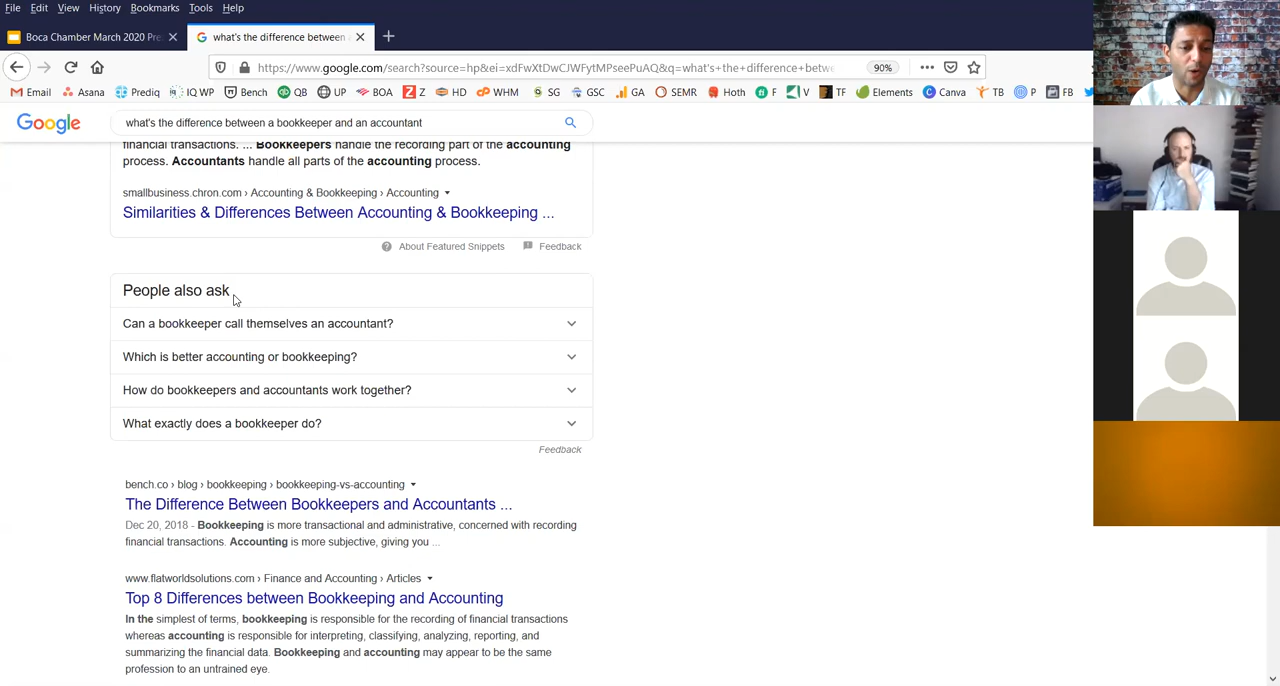 File Edit View History Bookmarks Tools Help
Boca Chamber March 2020 Pre
what's the difference between
https://www.google.com/search?source=hp&ei=xdFwXtDwCJWFytMPseePuAQ&q=what's+the+difference+betwe
90%
Email Asana Prediq IQ WP Bench QB UP BOA Z HD WHM SG GSC GA SEMR Hoth F V TF Elements Canva TB P FB
Google
what's the difference between a bookkeeper and an accountant
financial transactions. ... Bookkeepers handle the recording part of the accounting
process. Accountants handle all parts of the accounting process.
smallbusiness.chron.com › Accounting & Bookkeeping › Accounting
Similarities & Differences Between Accounting & Bookkeeping ...
About Featured Snippets Feedback
People also ask
Can a bookkeeper call themselves an accountant?
Which is better accounting or bookkeeping?
How do bookkeepers and accountants work together?
What exactly does a bookkeeper do?
Feedback
bench.co › blog › bookkeeping › bookkeeping-vs-accounting
The Difference Between Bookkeepers and Accountants ...
Dec 20, 2018 - Bookkeeping is more transactional and administrative, concerned with recording
financial transactions. Accounting is more subjective, giving you ...
www.flatworldsolutions.com › Finance and Accounting › Articles
Top 8 Differences between Bookkeeping and Accounting
In the simplest of terms, bookkeeping is responsible for the recording of financial transactions
whereas accounting is responsible for interpreting, classifying, analyzing, reporting, and
summarizing the financial data. Bookkeeping and accounting may appear to be the same
profession to an untrained eye.